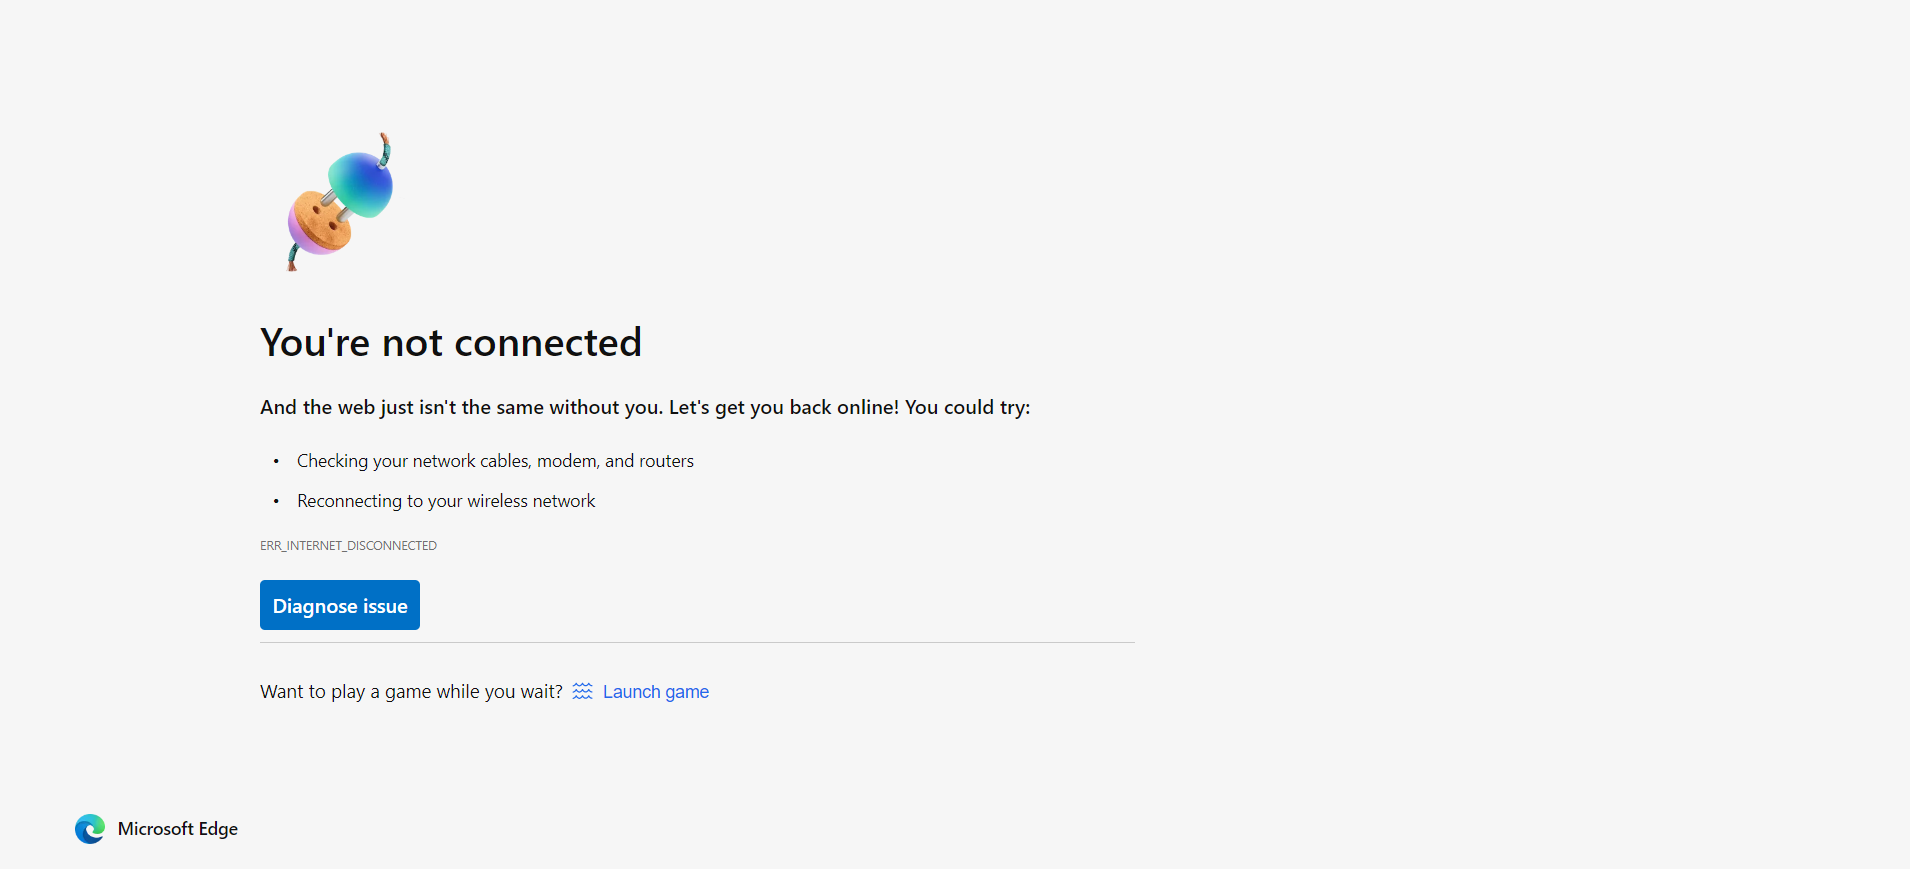 You're not connected
And the web just isn't the same without you. Let's get you back online! You could try:
• Checking your network cables, modem, and routers
• Reconnecting to your wireless network
ERR_INTERNET_DISCONNECTED
Diagnose issue
Want to play a game while you wait? Launch game
Microsoft Edge